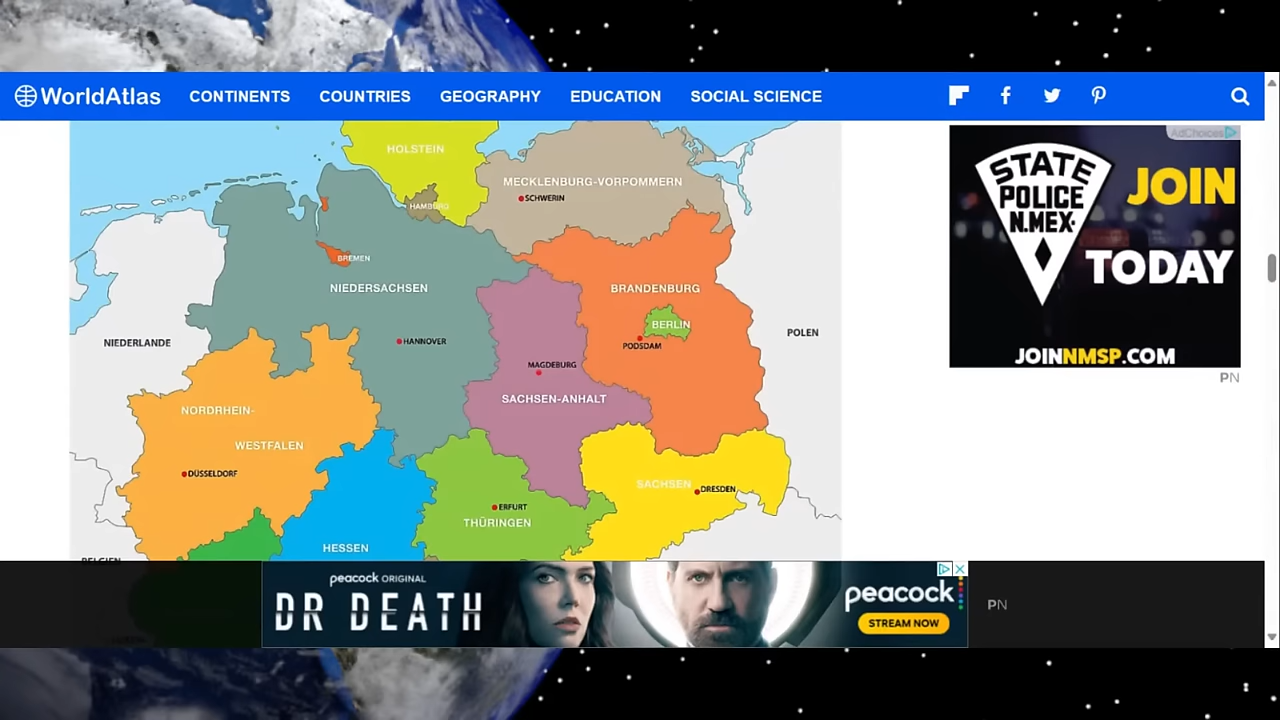 WorldAtlas
CONTINENTS
COUNTRIES
GEOGRAPHY
EDUCATION
SOCIAL SCIENCE
HOLSTEIN
MECKLENBURG-VORPOMMERN
SCHWERIN
HAMBURG
BREMEN
NIEDERSACHSEN
BRANDENBURG
BERLIN
PODSDAM
NIEDERLANDE
HANNOVER
POLEN
MAGDEBURG
SACHSEN-ANHALT
NORDRHEIN-
WESTFALEN
DÜSSELDORF
SACHSEN
DRESDEN
ERFURT
THÜRINGEN
HESSEN
BELGIEN
AdChoices
STATE
POLICE
N.MEX.
JOIN
TODAY
JOINNMSP.COM
PN
peacock ORIGINAL
DR DEATH
peacock
STREAM NOW
PN